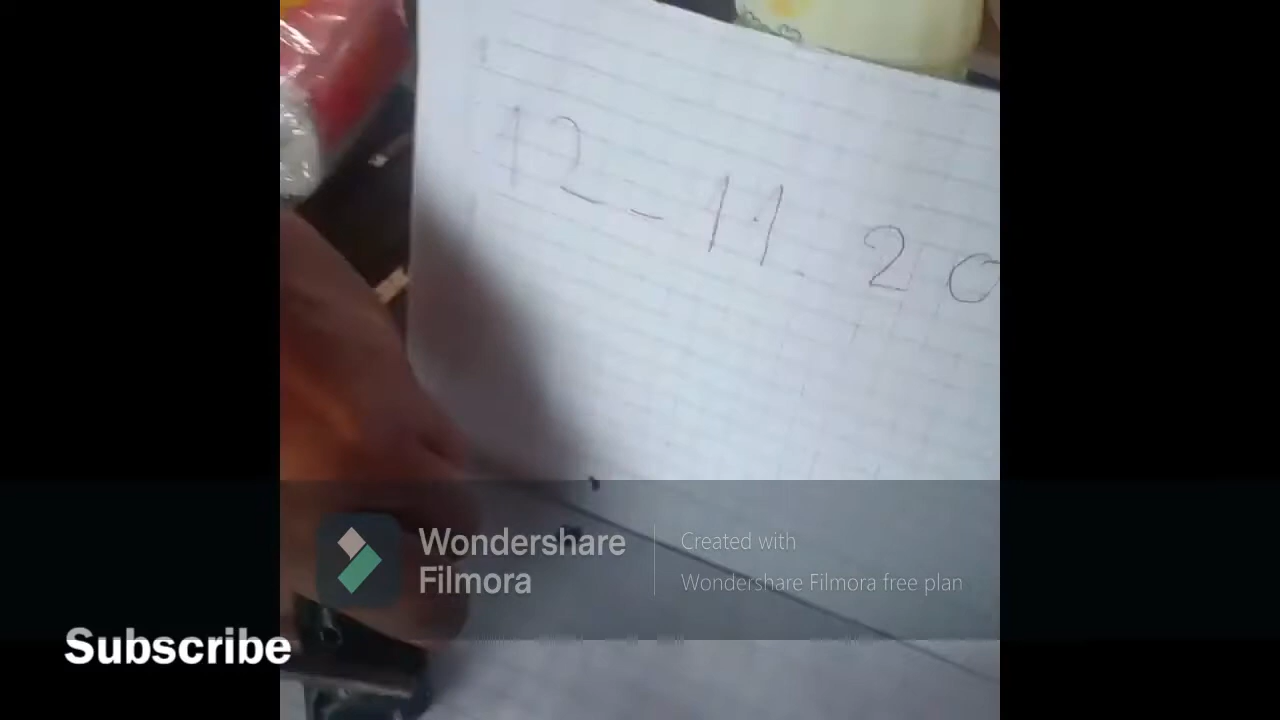 12-11.20
Wondershare
Filmora
Created with
Wondershare Filmora free plan
Subscribe